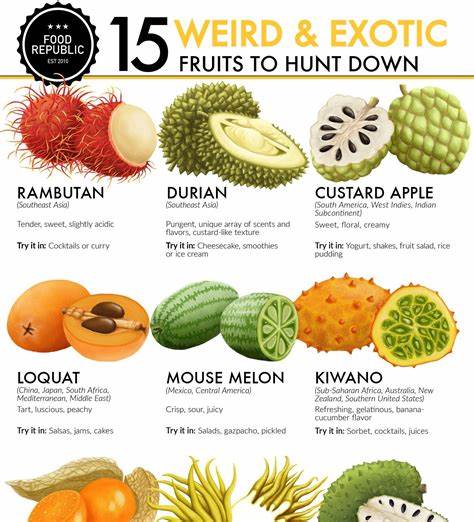 FOOD
REPUBLIC
EST 2010
15 WEIRD & EXOTIC
FRUITS TO HUNT DOWN
RAMBUTAN
(Southeast Asia)
Tender, sweet, slightly acidic
Try it in: Cocktails or curry
DURIAN
(Southeast Asia)
Pungent, unique array of scents and
flavors, custard-like texture
Try it in: Cheesecake, smoothies
or ice cream
CUSTARD APPLE
(South America, West Indies, Indian
Subcontinent)
Sweet, floral, creamy
Try it in: Yogurt, shakes, fruit salad, rice
pudding
LOQUAT
(China, Japan, South Africa,
Mediterranean, Middle East)
Tart, luscious, peachy
Try it in: Salsas, jams, cakes
MOUSE MELON
(Mexico, Central America)
Crisp, sour, juicy
Try it in: Salads, gazpacho, pickled
KIWANO
(Sub-Saharan Africa, Australia, New
Zealand, Southern United States)
Refreshing, gelatinous, banana-
cucumber flavor
Try it in: Sorbet, cocktails, juices